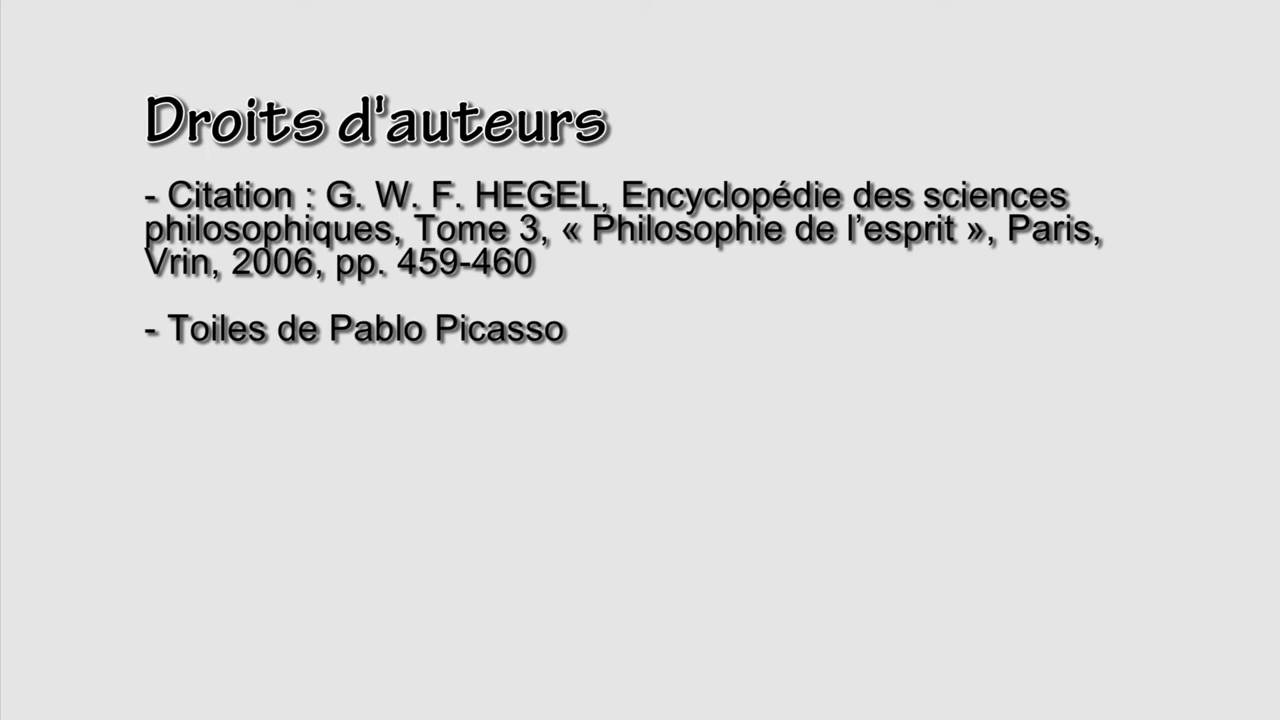 Droits d'auteurs
- Citation : G. W. F. HEGEL, Encyclopédie des sciences
philosophiques, Tome 3, « Philosophie de l’esprit », Paris,
Vrin, 2006, pp. 459-460
- Toiles de Pablo Picasso